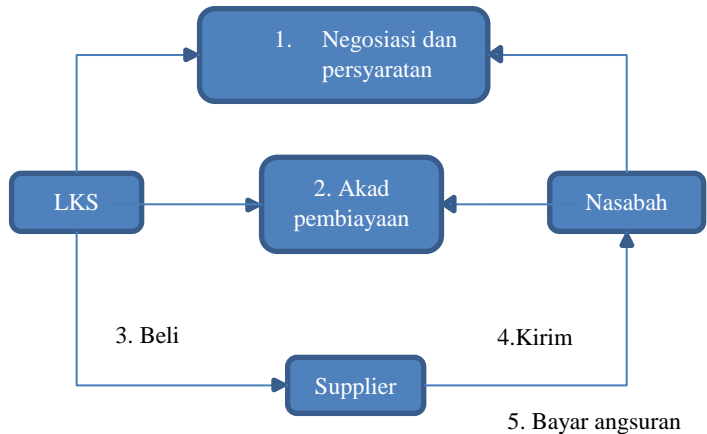 1. Negosiasi dan
persyaratan
LKS
2. Akad
pembiayaan
Nasabah
3. Beli
4.Kirim
Supplier
5. Bayar angsuran